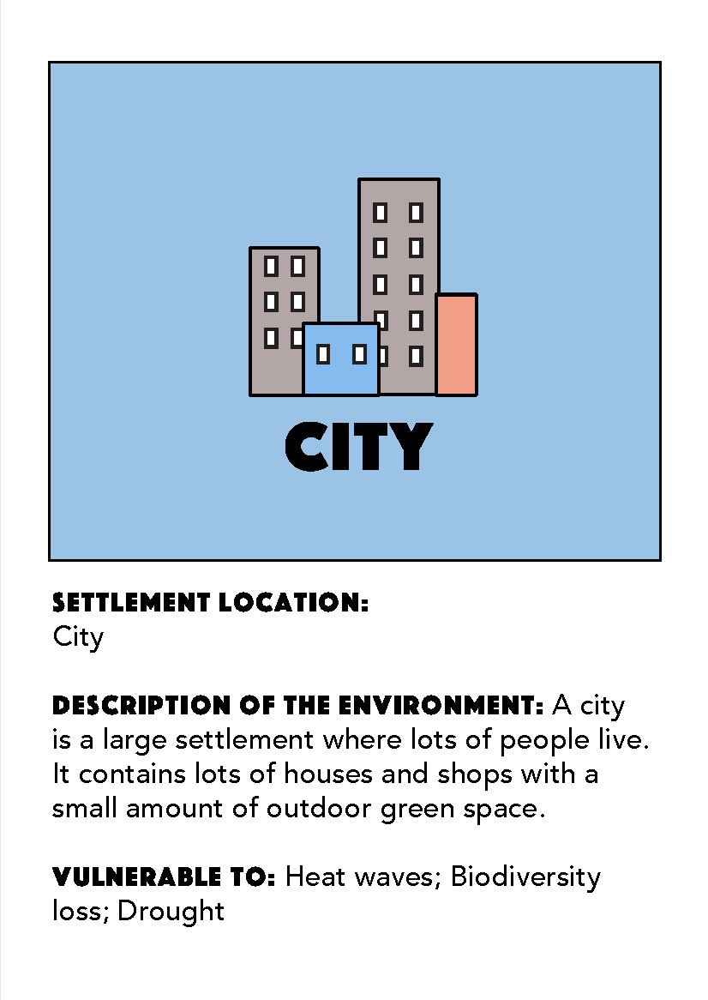 CITY
SETTLEMENT LOCATION:
City
DESCRIPTION OF THE ENVIRONMENT: A city
is a large settlement where lots of people live.
It contains lots of houses and shops with a
small amount of outdoor green space.
VULNERABLE TO: Heat waves; Biodiversity
loss; Drought